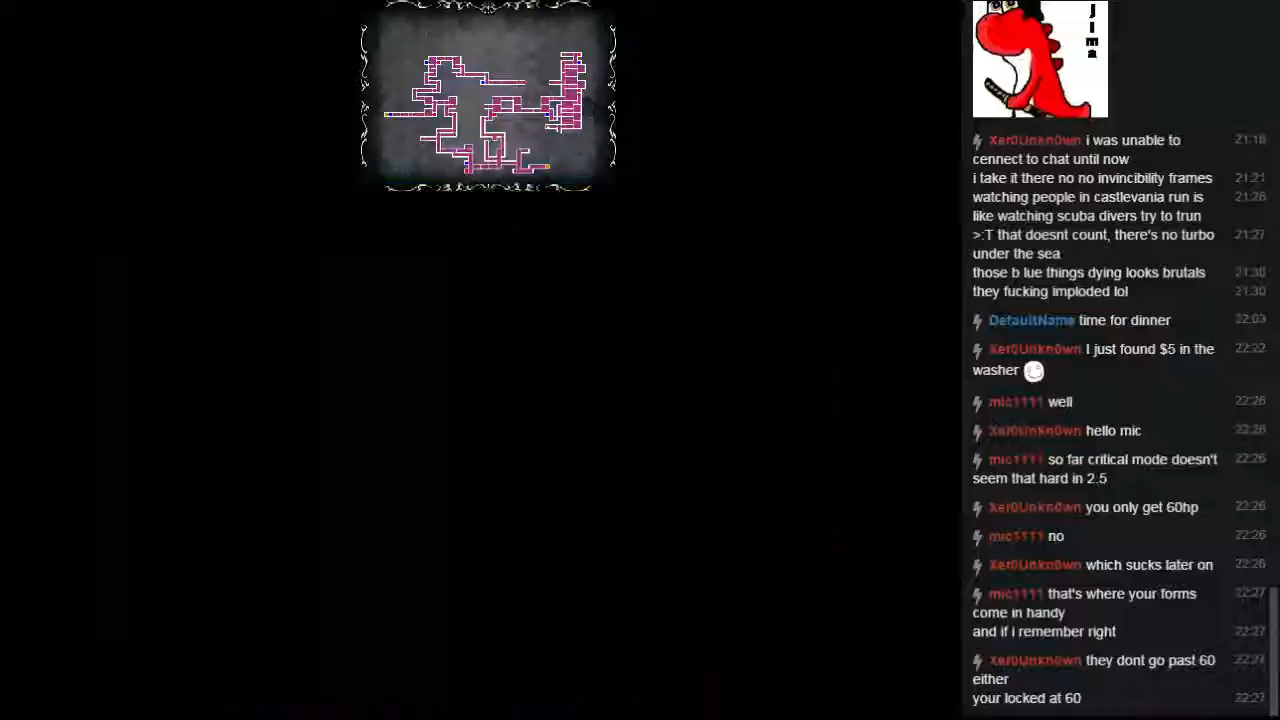 J
i
m
a
Xer0Unkn0wn i was unable to 21:18
cennect to chat until now
i take it there no no invincibility frames 21:21
watching people in castlevania run is 21:26
like watching scuba divers try to trun
>:T that doesnt count, there's no turbo 21:27
under the sea
those b lue things dying looks brutals 21:30
they fucking imploded lol 21:30
DefaultName time for dinner 22:03
Xer0Unkn0wn I just found $5 in the 22:22
washer
mic1111 well 22:26
Xer0Unkn0wn hello mic 22:26
mic1111 so far critical mode doesn't 22:26
seem that hard in 2.5
Xer0Unkn0wn you only get 60hp 22:26
mic1111 no 22:26
Xer0Unkn0wn which sucks later on 22:26
mic1111 that's where your forms 22:27
come in handy
and if i remember right 22:27
Xer0Unkn0wn they dont go past 60 22:27
either
your locked at 60 22:27